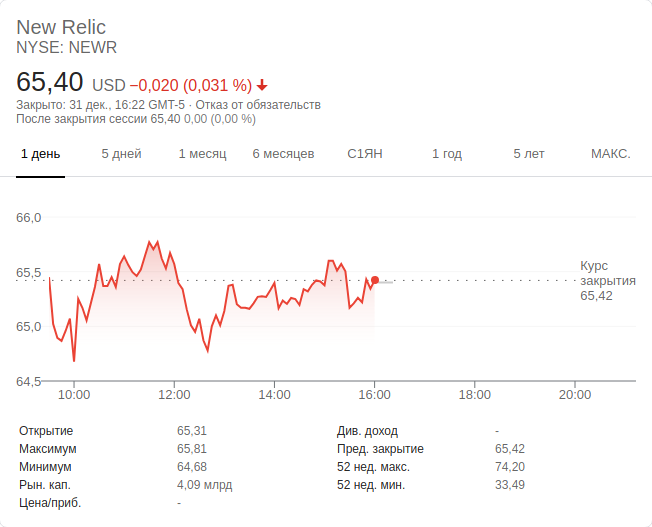 New Relic
NYSE: NEWR
65,40 USD −0,020 (0,031 %)
Закрыто: 31 дек., 16:22 GMT-5 · Отказ от обязательств
После закрытия сессии 65,40 0,00 (0,00 %)
1 день 5 дней 1 месяц 6 месяцев С1ЯН 1 год 5 лет МАКС.
66,0
65,5
65,0
64,5
Курс
закрытия
65,42
10:00 12:00 14:00 16:00 18:00 20:00
Открытие 65,31 Див. доход -
Максимум 65,81 Пред. закрытие 65,42
Минимум 64,68 52 нед. макс. 74,20
Рын. кап. 4,09 млрд 52 нед. мин. 33,49
Цена/приб. -